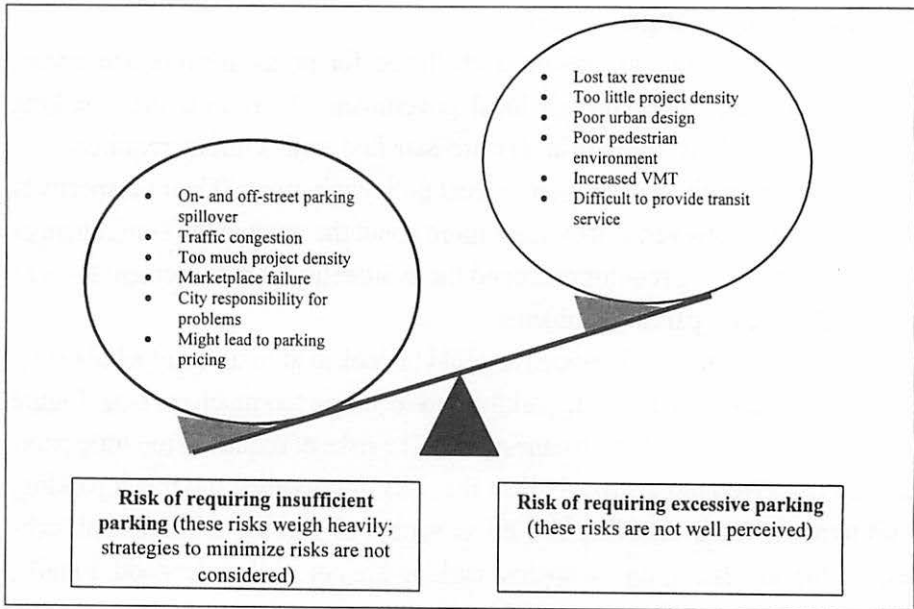 • On- and off-street parking
spillover
• Traffic congestion
• Too much project density
• Marketplace failure
• City responsibility for
problems
• Might lead to parking
pricing
• Lost tax revenue
• Too little project density
• Poor urban design
• Poor pedestrian
environment
• Increased VMT
• Difficult to provide transit
service
Risk of requiring insufficient
parking (these risks weigh heavily;
strategies to minimize risks are not
considered)
Risk of requiring excessive parking
(these risks are not well perceived)